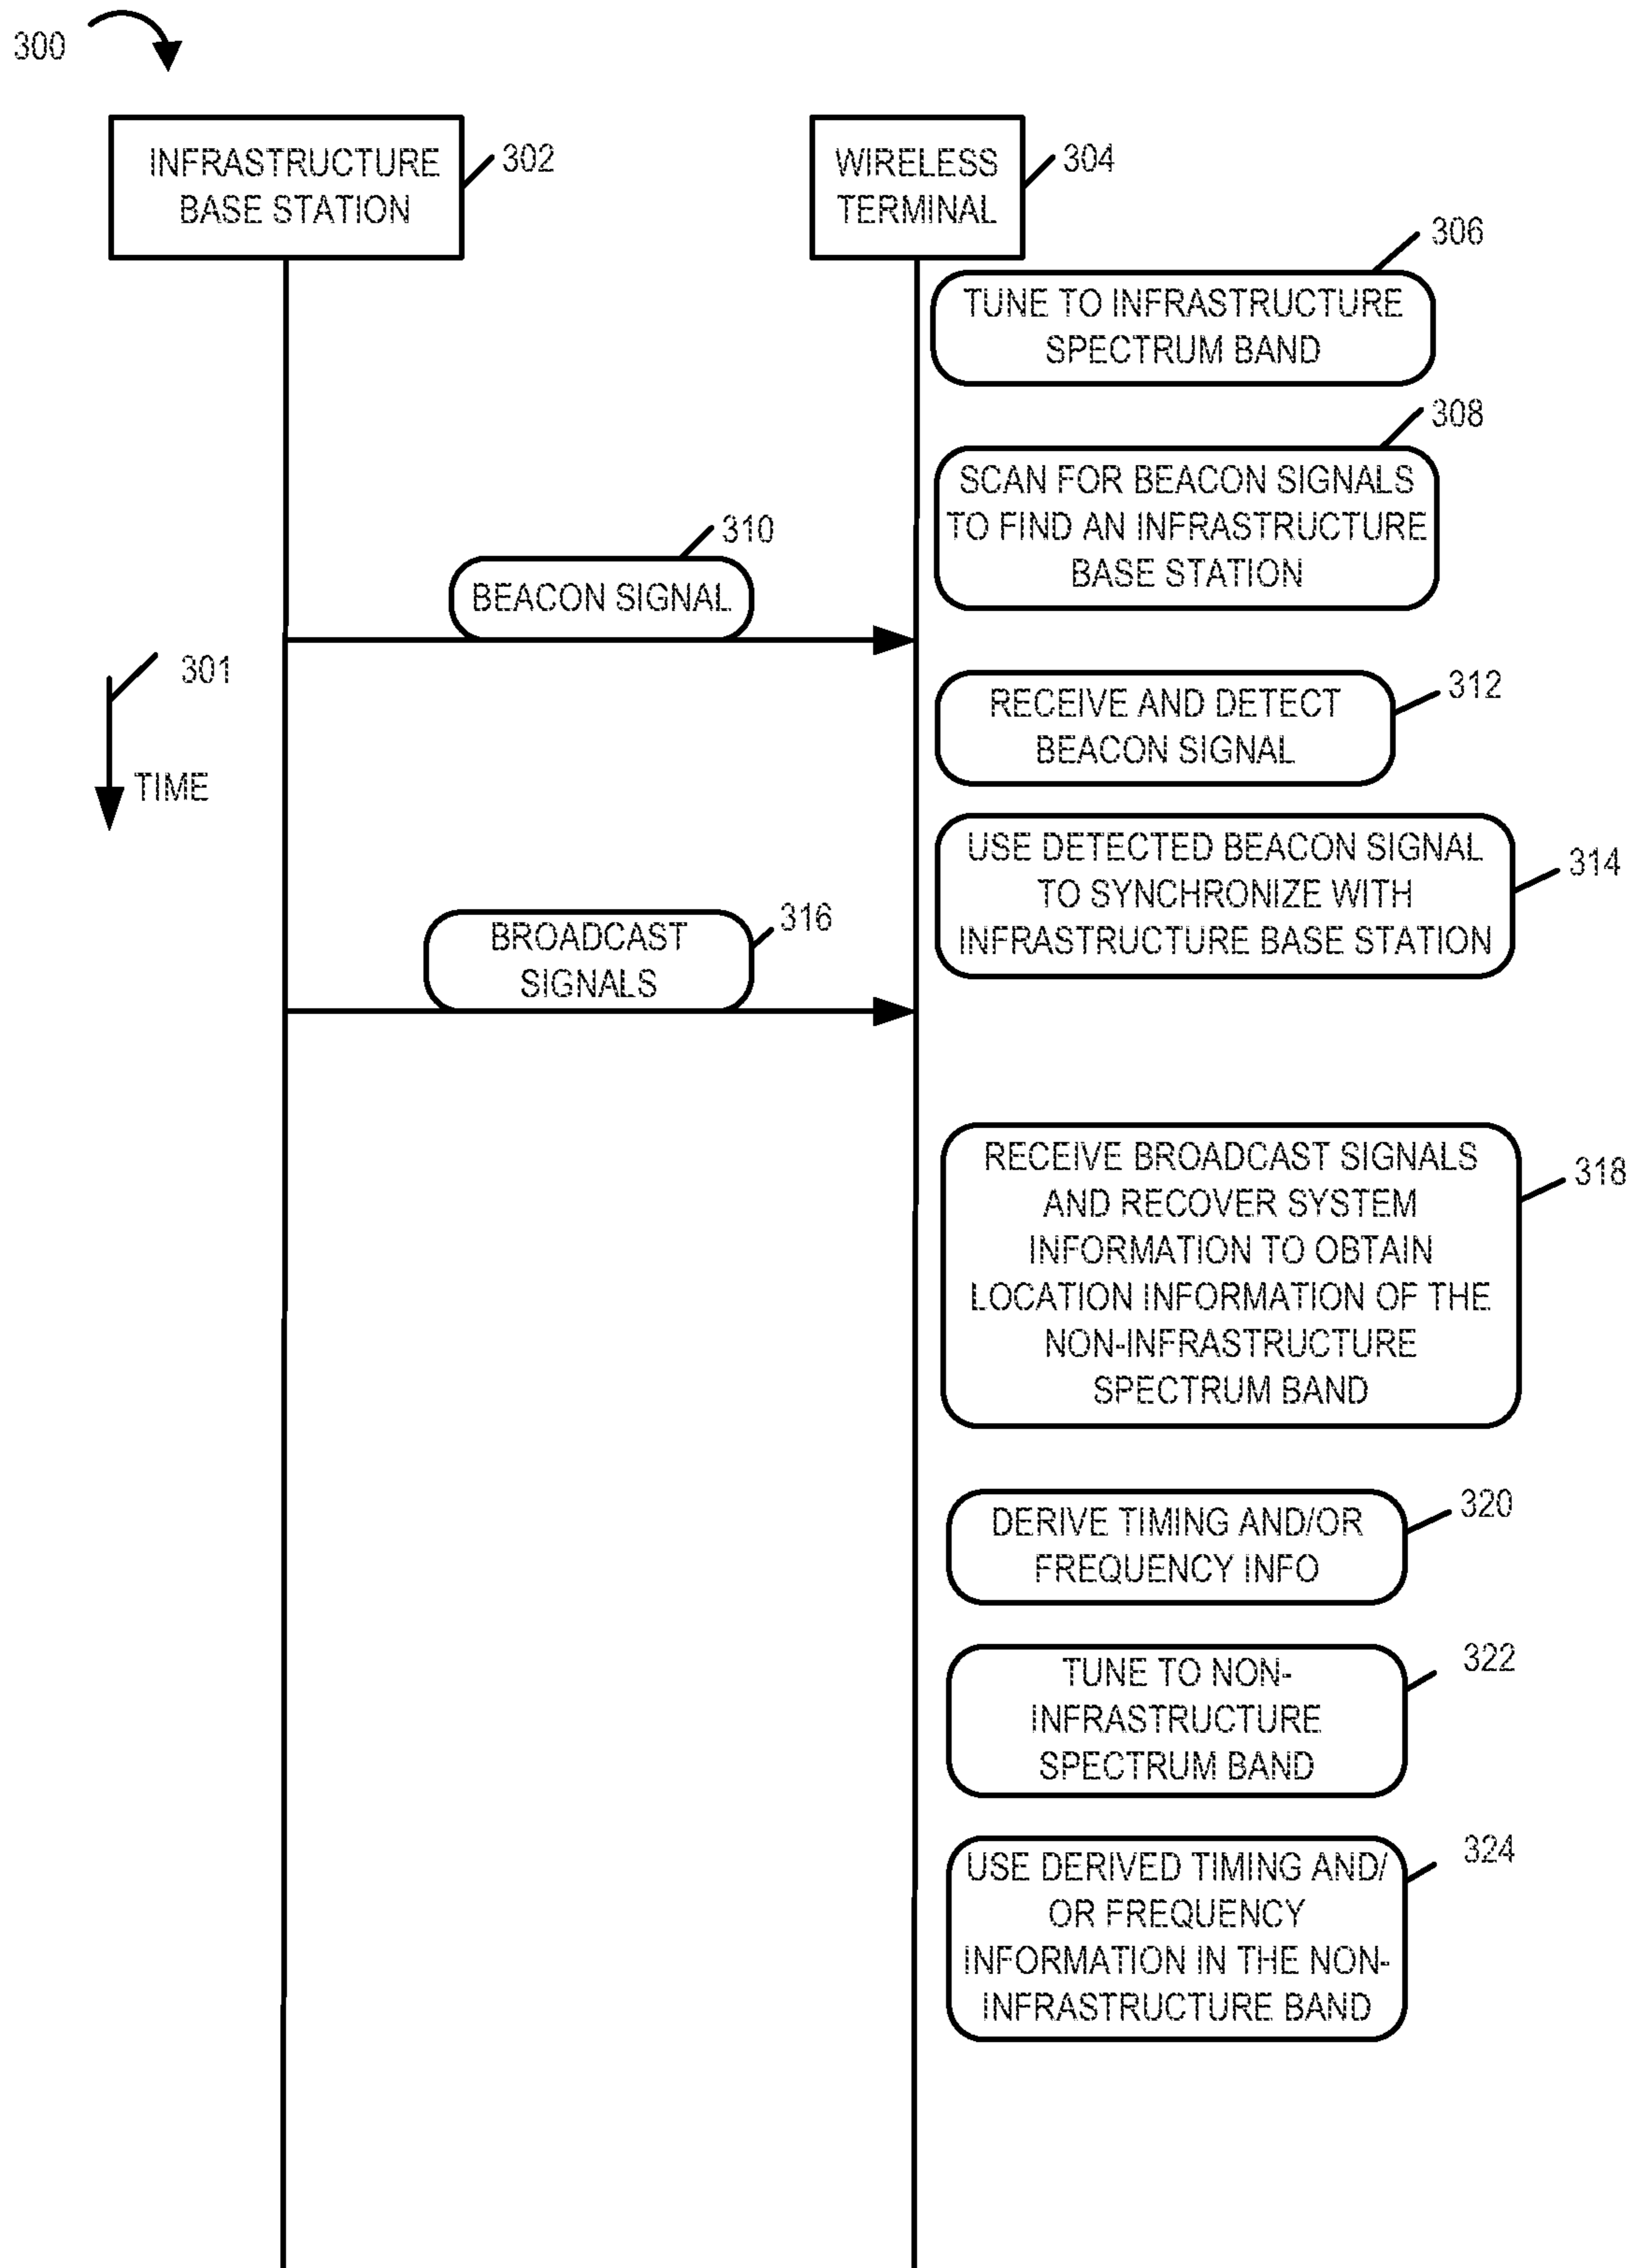 300
INFRASTRUCTURE
BASE STATION
302
WIRELESS
TERMINAL
304
306
TUNE TO INFRASTRUCTURE
SPECTRUM BAND
308
SCAN FOR BEACON SIGNALS
TO FIND AN INFRASTRUCTURE
BASE STATION
310
BEACON SIGNAL
301
TIME
312
RECEIVE AND DETECT
BEACON SIGNAL
314
USE DETECTED BEACON SIGNAL
TO SYNCHRONIZE WITH
INFRASTRUCTURE BASE STATION
316
BROADCAST
SIGNALS
318
RECEIVE BROADCAST SIGNALS
AND RECOVER SYSTEM
INFORMATION TO OBTAIN
LOCATION INFORMATION OF THE
NON-INFRASTRUCTURE
SPECTRUM BAND
320
DERIVE TIMING AND/OR
FREQUENCY INFO
322
TUNE TO NON-
INFRASTRUCTURE
SPECTRUM BAND
324
USE DERIVED TIMING AND/
OR FREQUENCY
INFORMATION IN THE NON-
INFRASTRUCTURE BAND